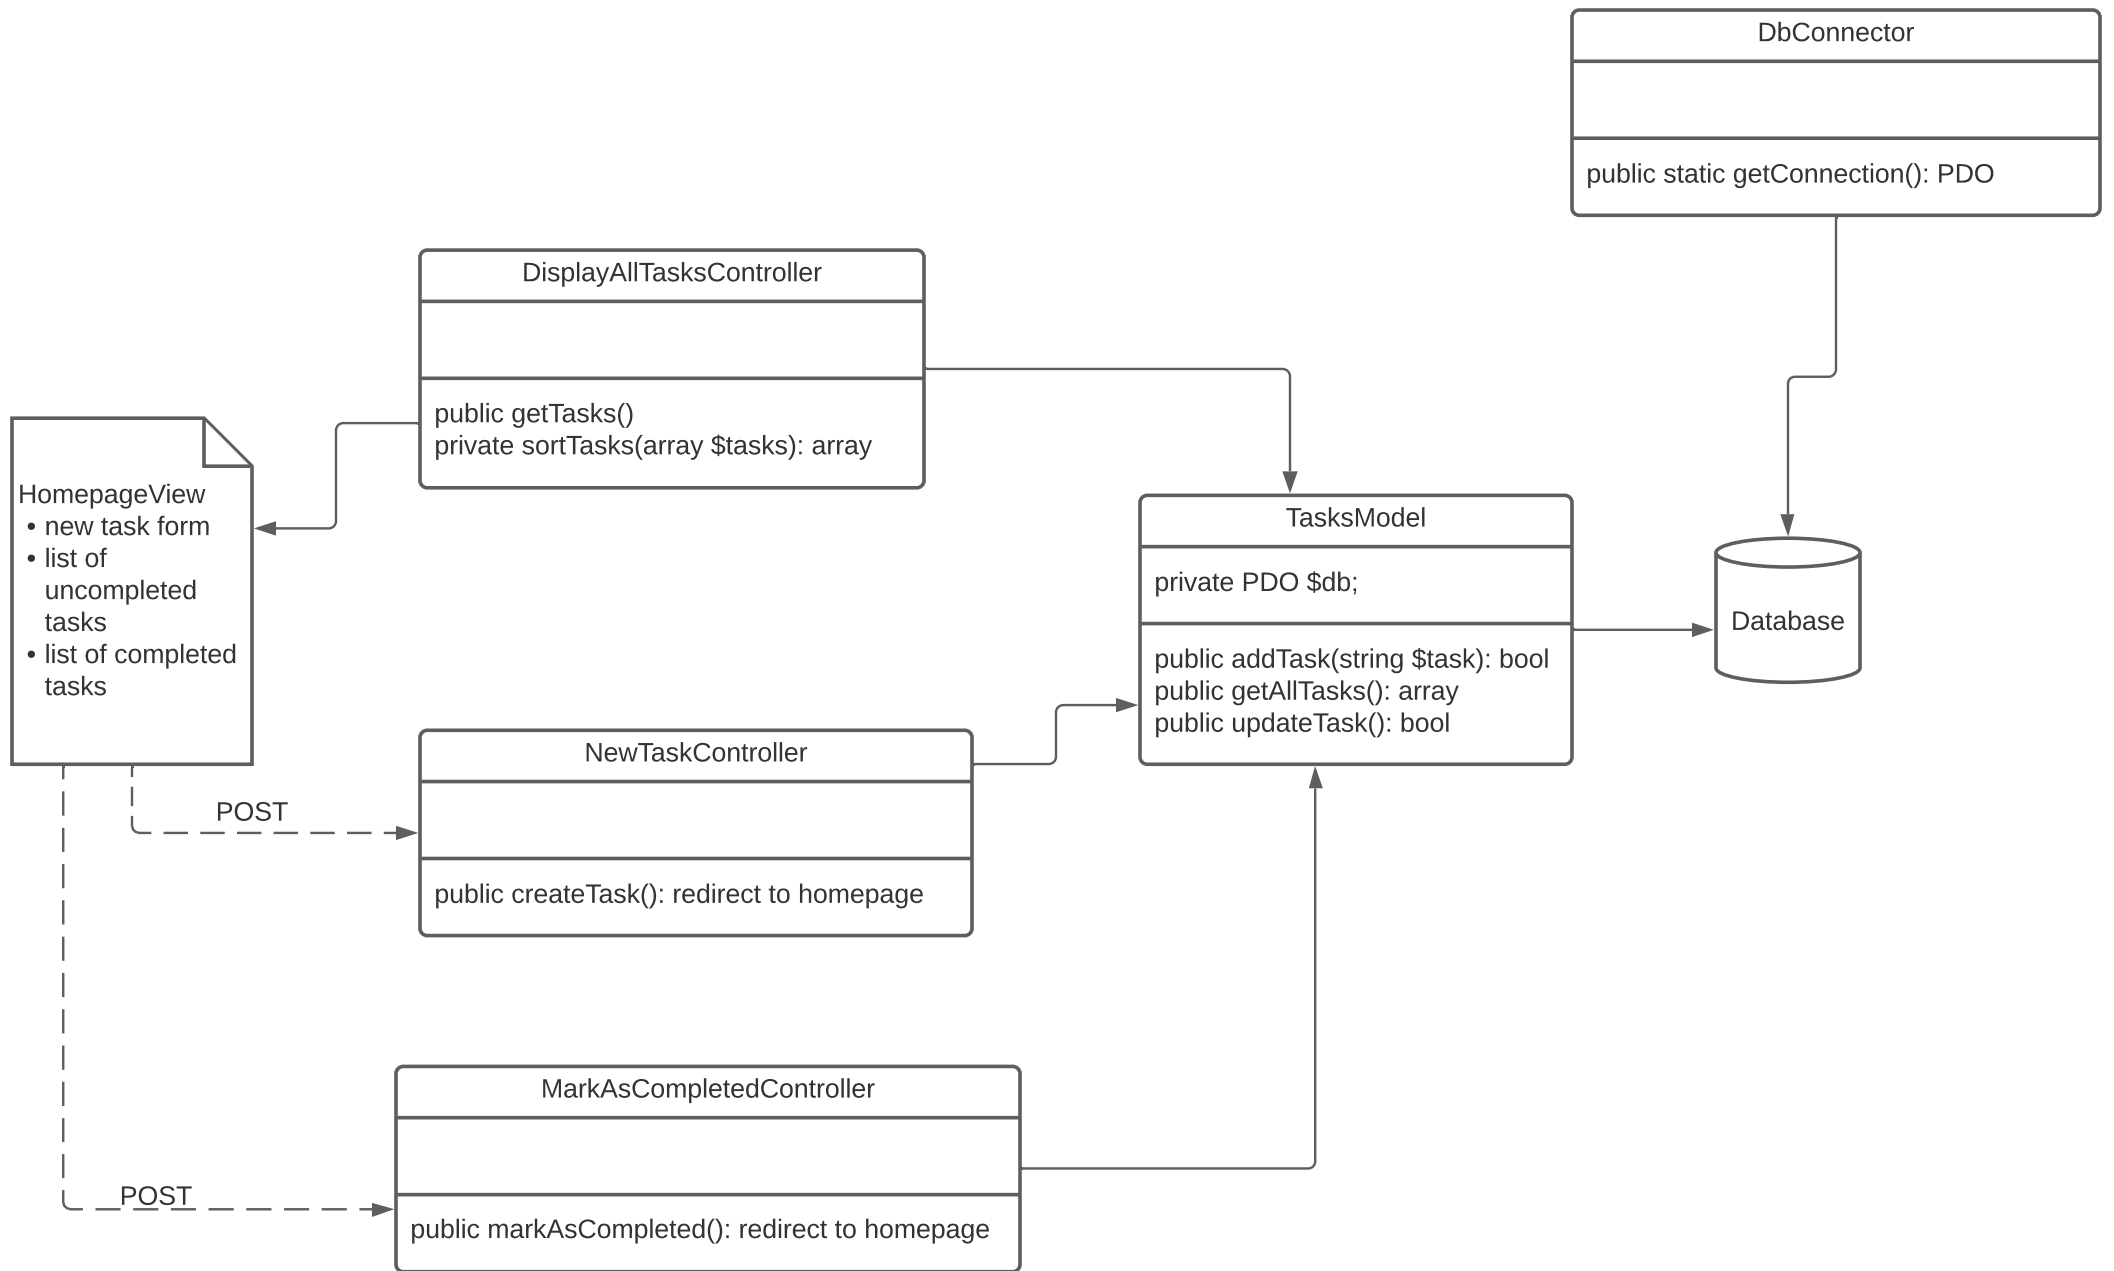 DbConnector
public static getConnection(): PDO
DisplayAllTasksController
public getTasks()
private sortTasks(array $tasks): array
HomepageView
• new task form
• list of
uncompleted
tasks
• list of completed
tasks
TasksModel
private PDO $db;
public addTask(string $task): bool
public getAllTasks(): array
public updateTask(): bool
Database
NewTaskController
POST
public createTask(): redirect to homepage
MarkAsCompletedController
POST
public markAsCompleted(): redirect to homepage